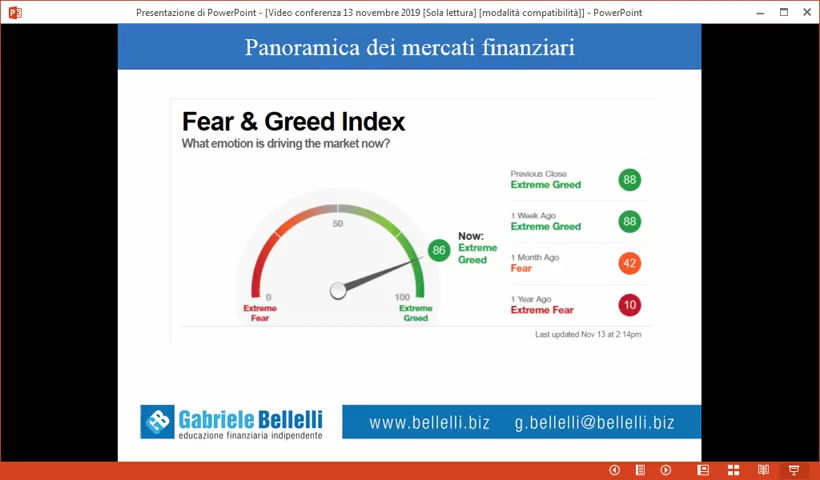 Presentazione di PowerPoint - [Video conferenza 13 novembre 2019 [Sola lettura] [modalità compatibilità]] - PowerPoint
Panoramica dei mercati finanziari
Fear & Greed Index
What emotion is driving the market now?
0
50
100
Extreme
Fear
Extreme
Greed
86
Now:
Extreme
Greed
Previous Close
Extreme Greed
88
1 Week Ago
Extreme Greed
88
1 Month Ago
Fear
42
1 Year Ago
Extreme Fear
10
Last updated Nov 13 at 2:14pm
Gabriele Bellelli
educazione finanziaria indipendente
www.bellelli.biz g.bellelli@bellelli.biz